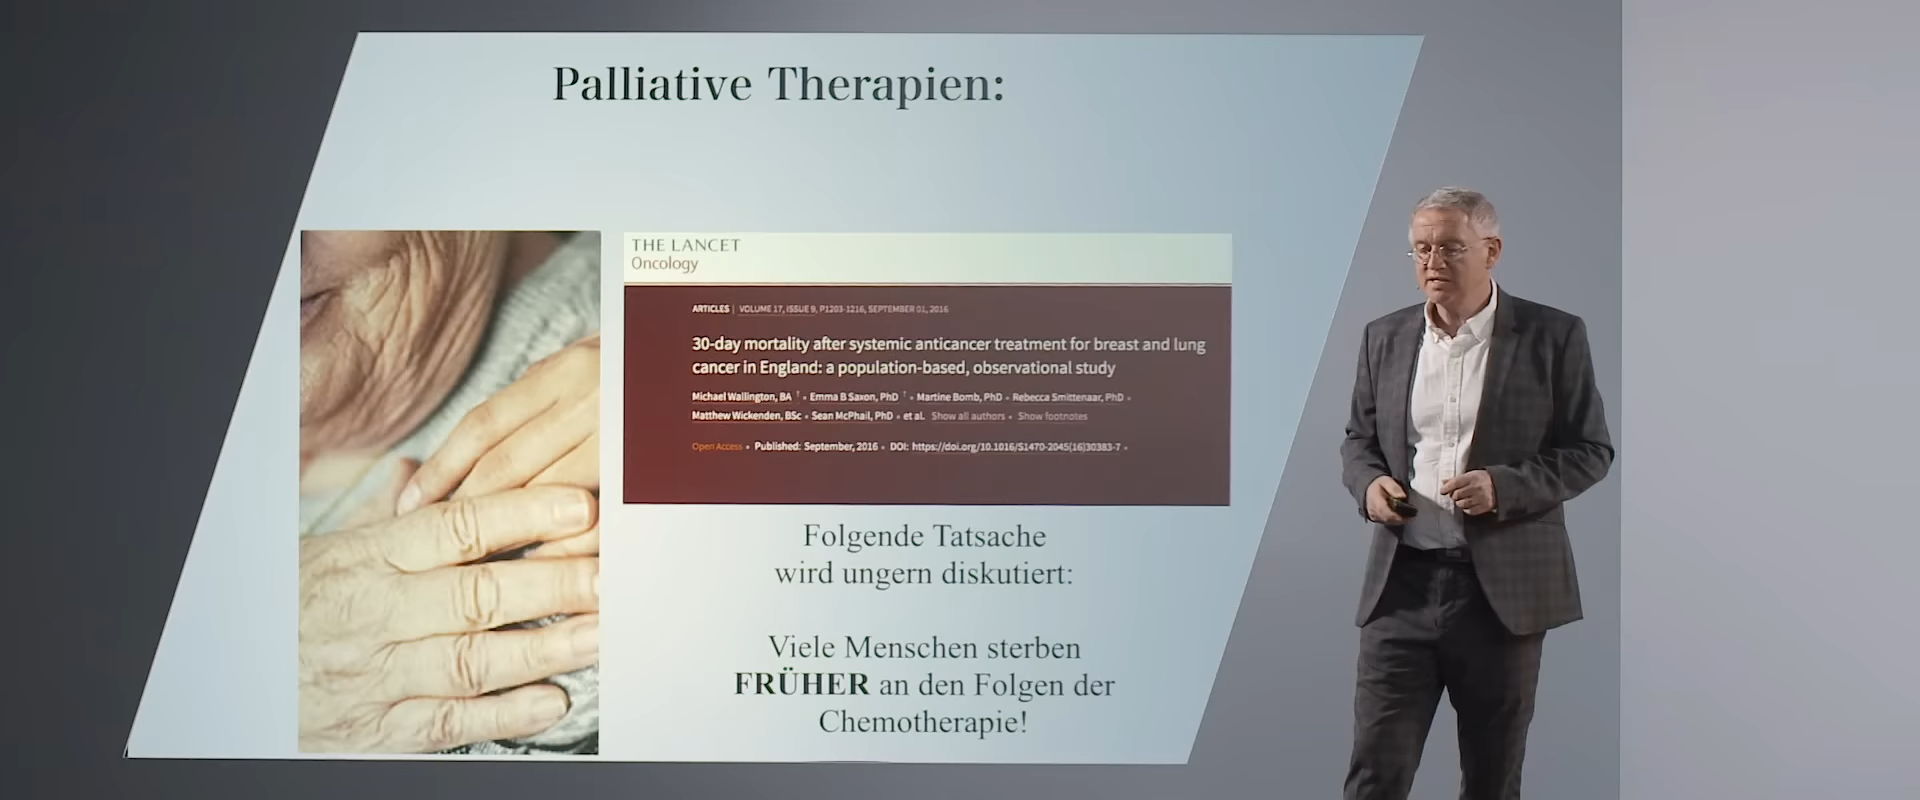 Palliative Therapien:
THE LANCET
Oncology
ARTICLES | VOLUME 17, ISSUE 9, P1203-1216, SEPTEMBER 01, 2016
30-day mortality after systemic anticancer treatment for breast and lung
cancer in England: a population-based, observational study
Michael Wallington, BA † • Emma B Saxon, PhD † • Martine Bomb, PhD • Rebecca Smittenaar, PhD •
Matthew Wickenden, BSc • Sean McPhail, PhD • et al. Show all authors • Show footnotes
Open Access • Published: September, 2016 • DOI: https://doi.org/10.1016/S1470-2045(16)30383-7 •
Folgende Tatsache
wird ungern diskutiert:
Viele Menschen sterben
FRÜHER an den Folgen der
Chemotherapie!